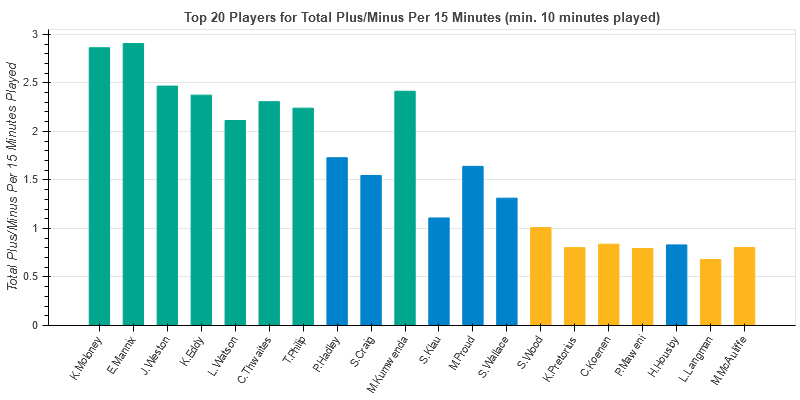 Top 20 Players for Total Plus/Minus Per 15 Minutes (min. 10 minutes played)
Total Plus/Minus Per 15 Minutes Played
3
2.5
2
1.5
1
0.5
0
K.Moloney
E.Mannix
J.Weston
K.Eddy
L.Watson
C.Thwaites
T.Philip
P.Hadley
S.Craig
M.Kumwenda
S.Klau
M.Proud
S.Wallace
S.Wood
K.Pretorius
C.Koenen
P.Maweni
H.Housby
L.Langman
M.McAuliffe